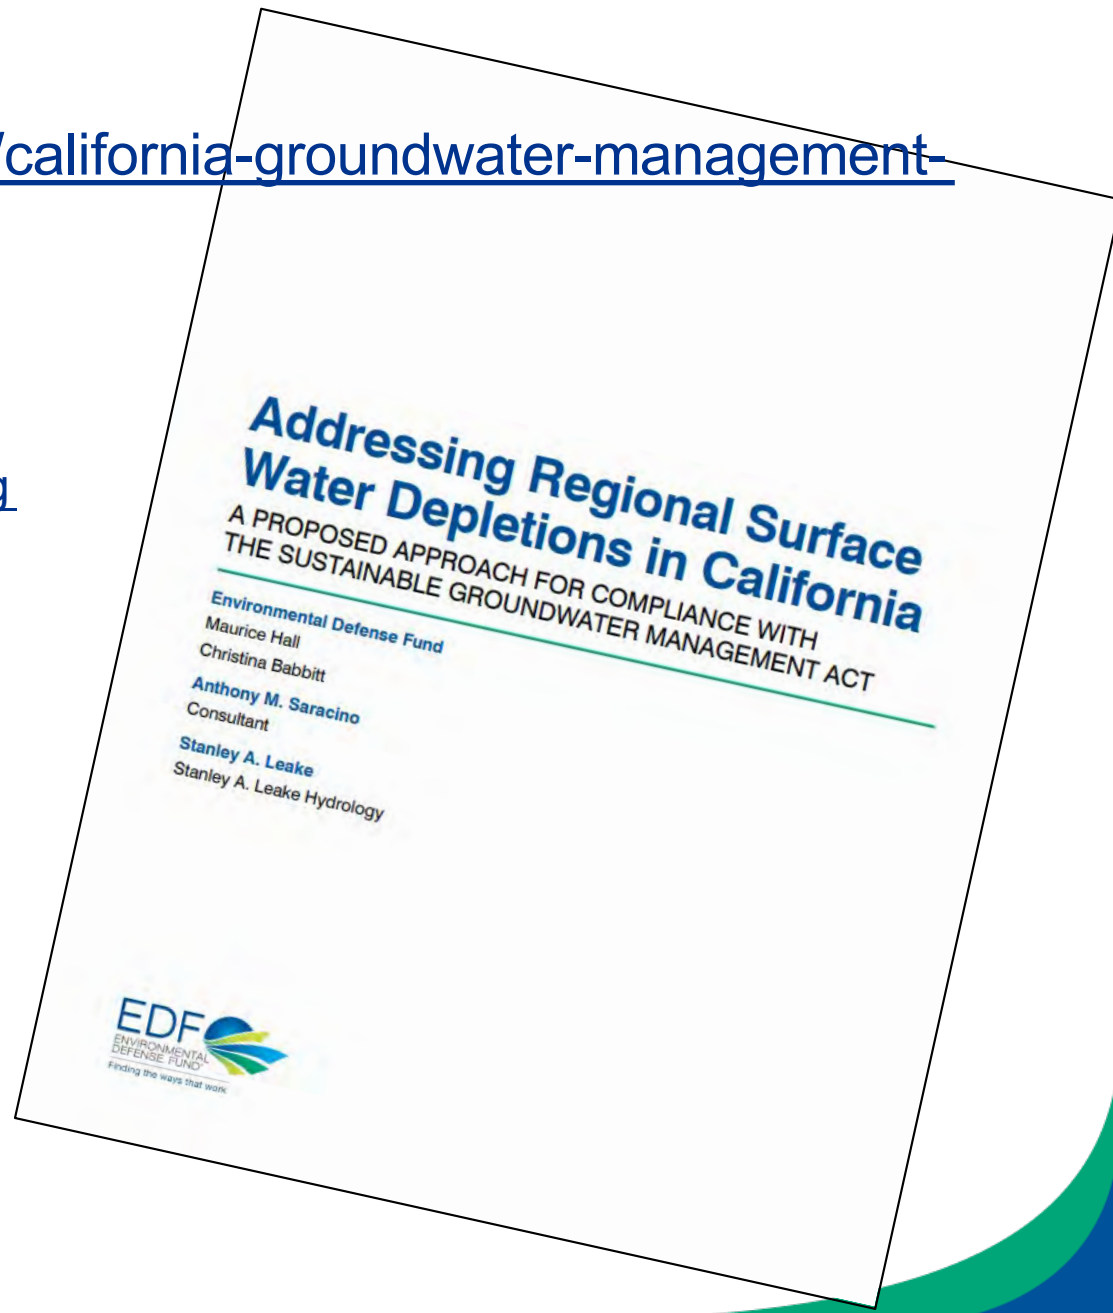 /california-groundwater-management-
g
Addressing Regional Surface
Water Depletions in California
A PROPOSED APPROACH FOR COMPLIANCE WITH
THE SUSTAINABLE GROUNDWATER MANAGEMENT ACT
Environmental Defense Fund
Maurice Hall
Christina Babbitt
Anthony M. Saracino
Consultant
Stanley A. Leake
Stanley A. Leake Hydrology
EDF
ENVIRONMENTAL
DEFENSE FUND®
Finding the ways that work